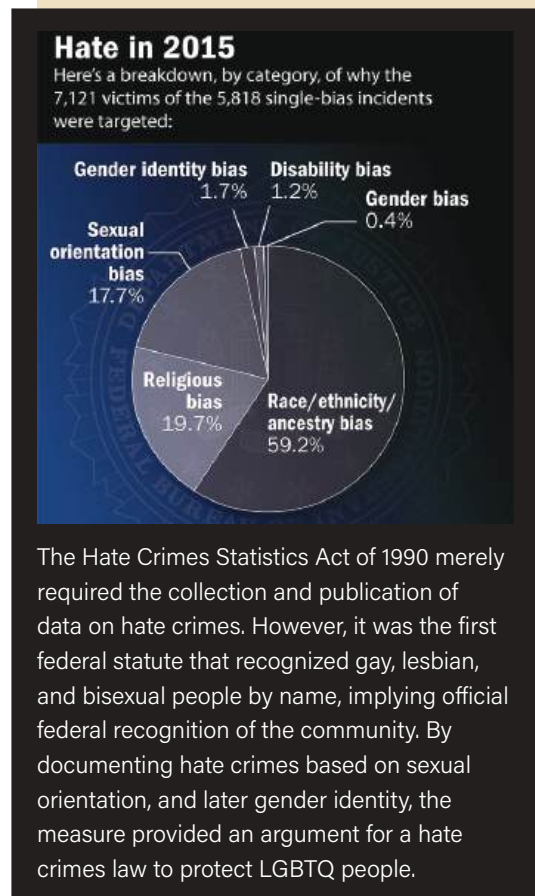 Hate in 2015
Here's a breakdown, by category, of why the
7,121 victims of the 5,818 single-bias incidents
were targeted:
Gender identity bias
1.7%
Disability bias
1.2%
Gender bias
0.4%
Sexual
orientation
bias
17.7%
Religious
bias
19.7%
Race/ethnicity/
ancestry bias
59.2%
The Hate Crimes Statistics Act of 1990 merely
required the collection and publication of
data on hate crimes. However, it was the first
federal statute that recognized gay, lesbian,
and bisexual people by name, implying official
federal recognition of the community. By
documenting hate crimes based on sexual
orientation, and later gender identity, the
measure provided an argument for a hate
crimes law to protect LGBTQ people.